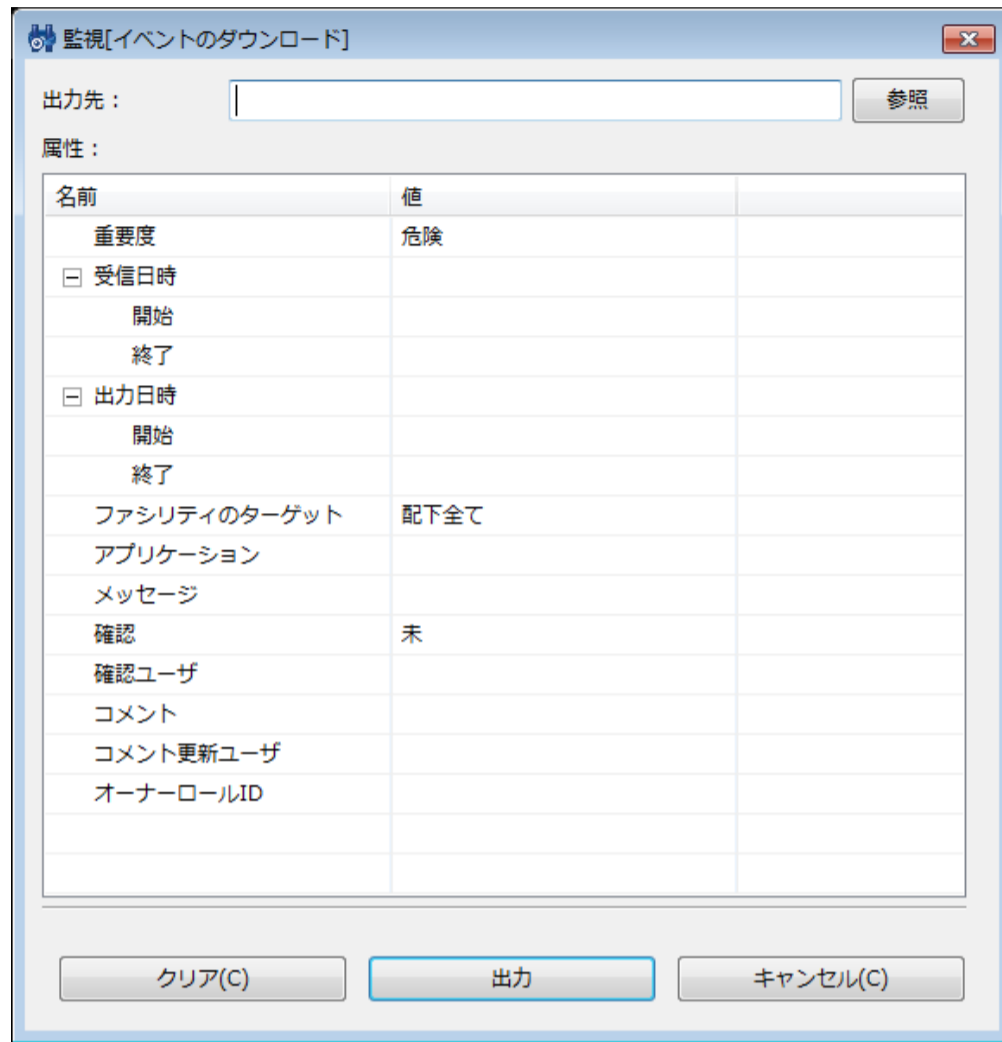 監視[イベントのダウンロード]
出力先： 参照
属性：
名前 値
重要度 危険
受信日時
開始
終了
出力日時
開始
終了
ファシリティのターゲット 配下全て
アプリケーション
メッセージ
確認 未
確認ユーザ
コメント
コメント更新ユーザ
オーナーロールID
クリア(C) 出力 キャンセル(C)